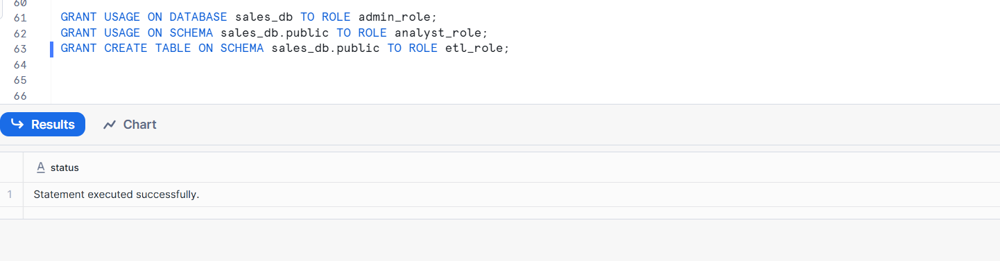 60
61 GRANT USAGE ON DATABASE sales_db TO ROLE admin_role;
62 GRANT USAGE ON SCHEMA sales_db.public TO ROLE analyst_role;
63 GRANT CREATE TABLE ON SCHEMA sales_db.public TO ROLE etl_role;
64
65
66
Results Chart
A status
1 Statement executed successfully.